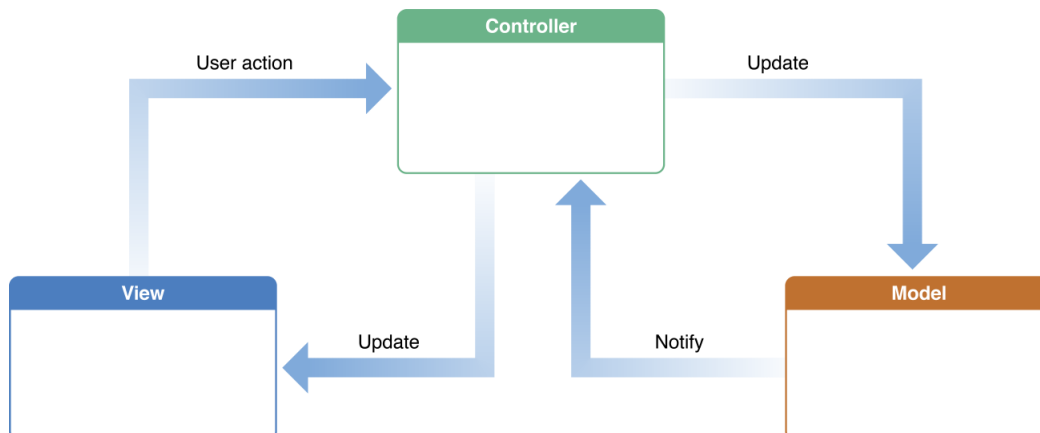 Controller
User action
Update
View
Model
Update
Notify